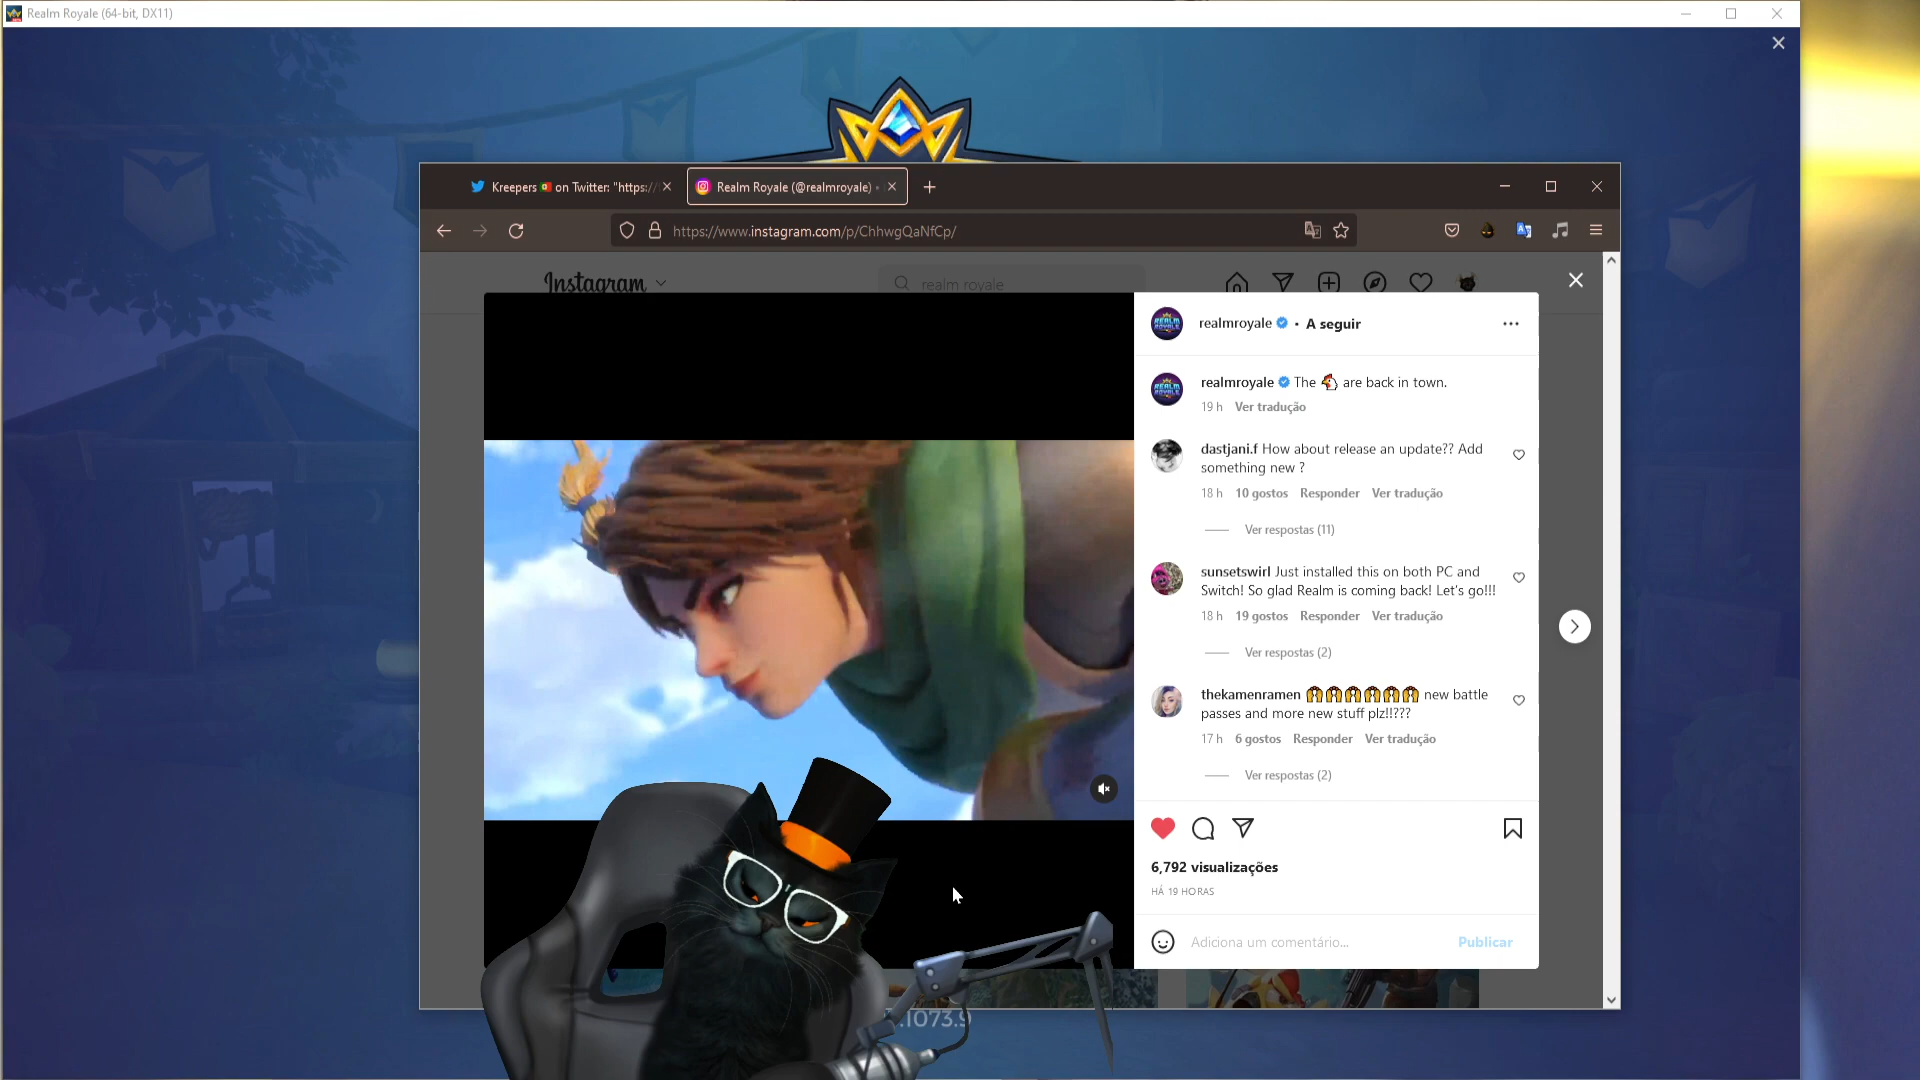 Realm Royale (64-bit, DX11)
Kreepers on Twitter: "https://
Realm Royale (@realmroyale) •
https://www.instagram.com/p/ChhwgQaNfCp/
Instagram
realm royale
realmroyale • A seguir
realmroyale The 🐔 are back in town.
19 h Ver tradução
dastjani.f How about release an update?? Add
something new ?
18 h 10 gostos Responder Ver tradução
Ver respostas (11)
sunsetswirl Just installed this on both PC and
Switch! So glad Realm is coming back! Let's go!!!
18 h 19 gostos Responder Ver tradução
Ver respostas (2)
thekamenramen 🙌🙌🙌🙌🙌🙌 new battle
passes and more new stuff plz!!???
17 h 6 gostos Responder Ver tradução
Ver respostas (2)
6,792 visualizações
HÁ 19 HORAS
Adiciona um comentário...
Publicar
.1073.9